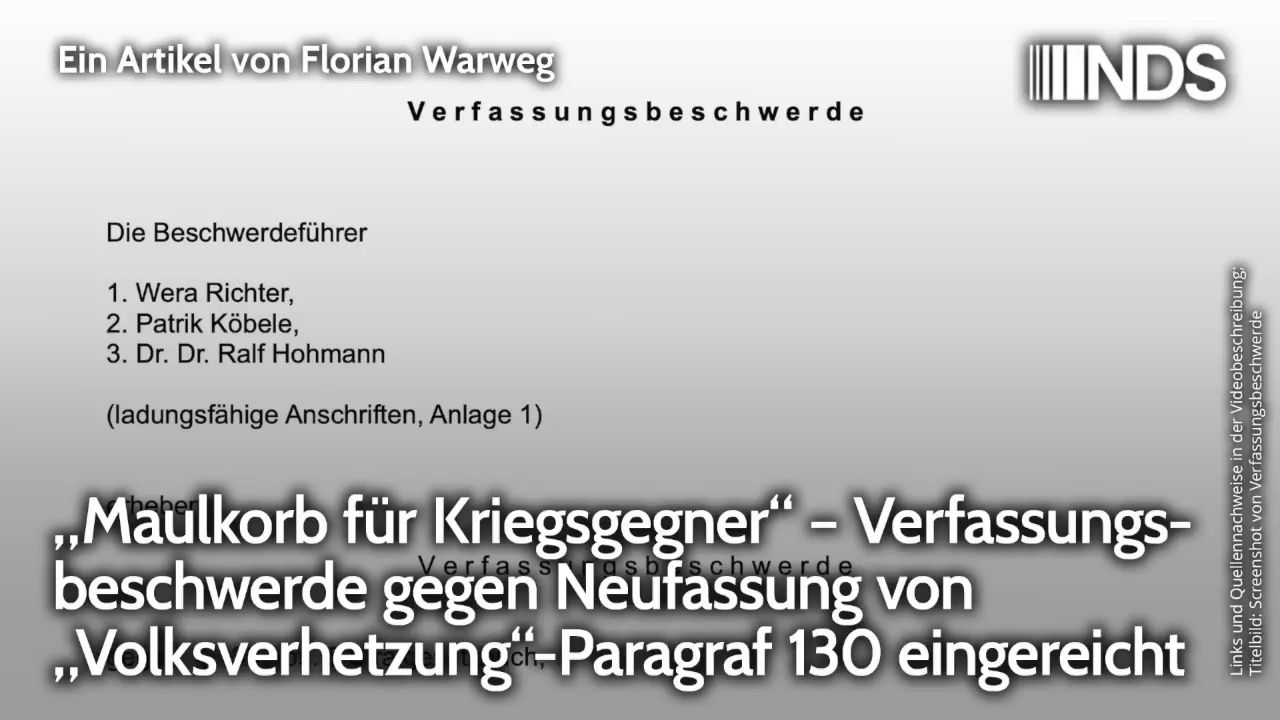 Ein Artikel von Florian Warweg
NDS
Verfassungsbeschwerde
Die Beschwerdeführer
1. Wera Richter,
2. Patrik Köbele,
3. Dr. Dr. Ralf Hohmann
(ladungsfähige Anschriften, Anlage 1)
„Maulkorb für Kriegsgegner“ – Verfassungs-
Verfassungsbeschwerde
beschwerde gegen Neufassung von
„Volksverhetzung“-Paragraf 130 eingereicht
Links und Quellennachweise in der Videobeschreibung;
Titelbild: Screenshot von Verfassungsbeschwerde